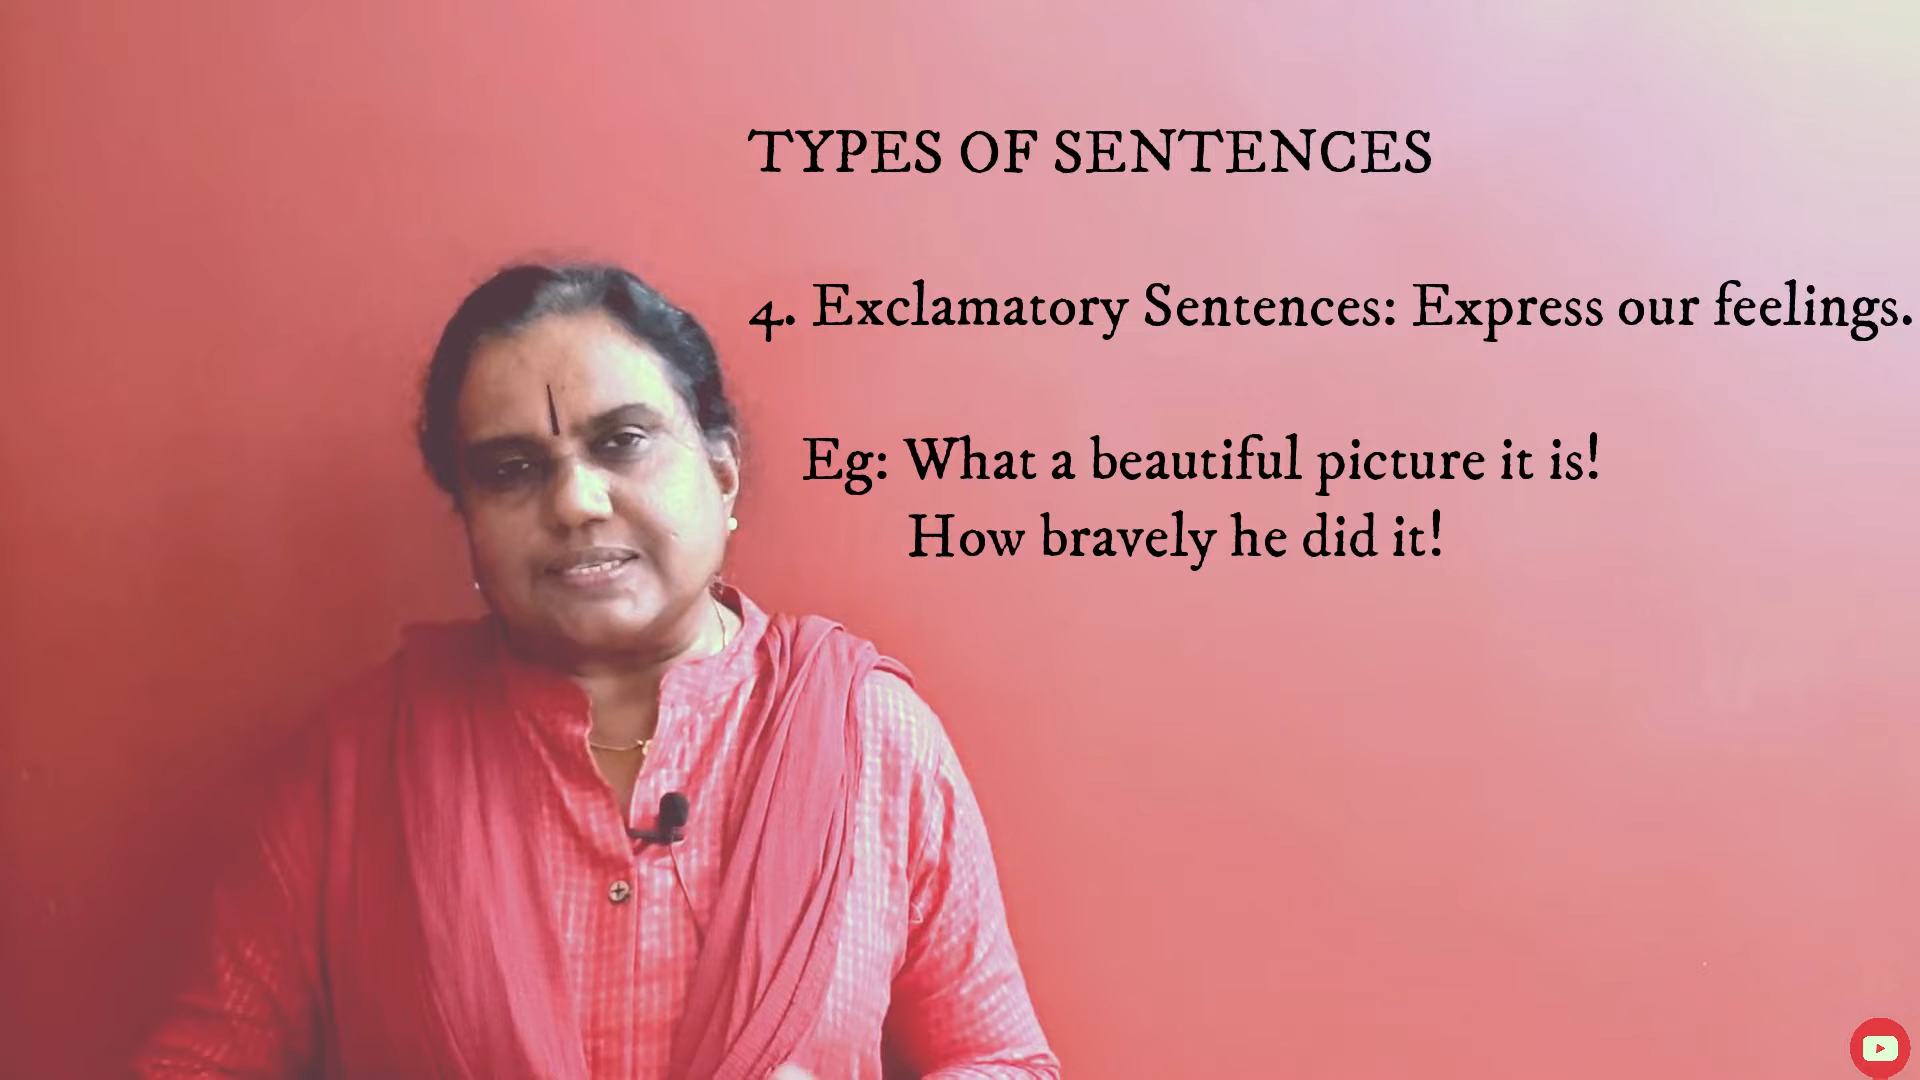 TYPES OF SENTENCES
4. Exclamatory Sentences: Express our feelings.
Eg: What a beautiful picture it is!
How bravely he did it!